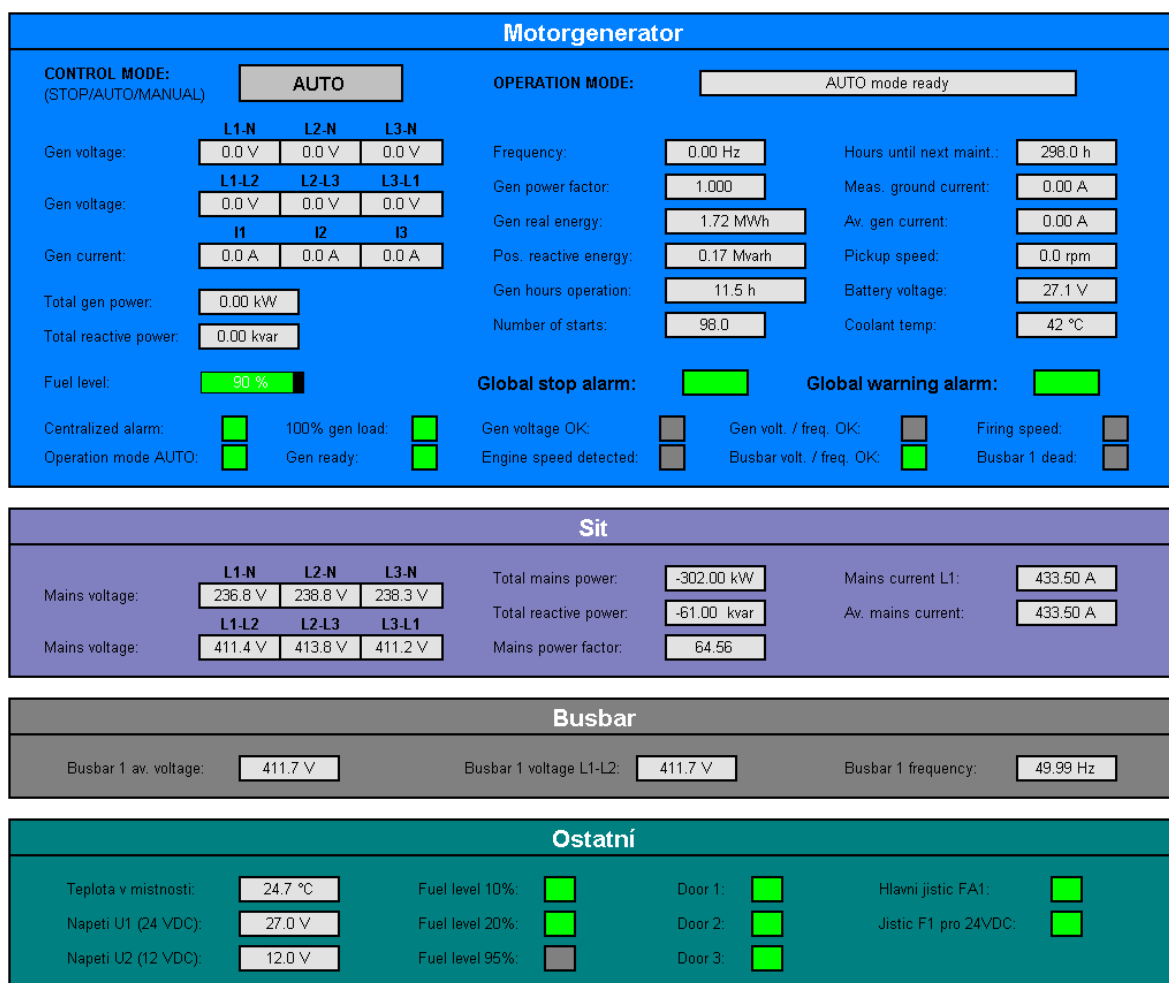 Motorgenerator
CONTROL MODE: AUTO OPERATION MODE: AUTO mode ready
(STOP/AUTO/MANUAL)
L1-N L2-N L3-N
Gen voltage: 0.0 V 0.0 V 0.0 V Frequency: 0.00 Hz Hours until next maint.: 298.0 h
L1-L2 L2-L3 L3-L1 Gen power factor: 1.000 Meas. ground current: 0.00 A
Gen voltage: 0.0 V 0.0 V 0.0 V
Gen real energy: 1.72 MWh Av. gen current: 0.00 A
I1 I2 I3
Gen current: 0.0 A 0.0 A 0.0 A Pos. reactive energy: 0.17 Mvarh Pickup speed: 0.0 rpm
Gen hours operation: 11.5 h Battery voltage: 27.1 V
Total gen power: 0.00 kW
Number of starts: 98.0 Coolant temp: 42 °C
Total reactive power: 0.00 kvar
Fuel level: 90 % Global stop alarm: Global warning alarm:
Centralized alarm: 100% gen load: Gen voltage OK: Gen volt. / freq. OK: Firing speed:
Operation mode AUTO: Gen ready: Engine speed detected: Busbar volt. / freq. OK: Busbar 1 dead:
Sit
L1-N L2-N L3-N Total mains power: -302.00 kW Mains current L1: 433.50 A
Mains voltage: 236.8 V 238.8 V 238.3 V
Total reactive power: -61.00 kvar Av. mains current: 433.50 A
L1-L2 L2-L3 L3-L1
Mains voltage: 411.4 V 413.8 V 411.2 V Mains power factor: 64.56
Busbar
Busbar 1 av. voltage: 411.7 V Busbar 1 voltage L1-L2: 411.7 V Busbar 1 frequency: 49.99 Hz
Ostatní
Teplota v mistnosti: 24.7 °C Fuel level 10%: Door 1: Hlavni jistic FA1:
Napeti U1 (24 VDC): 27.0 V Fuel level 20%: Door 2: Jistic F1 pro 24VDC:
Napeti U2 (12 VDC): 12.0 V Fuel level 95%: Door 3: